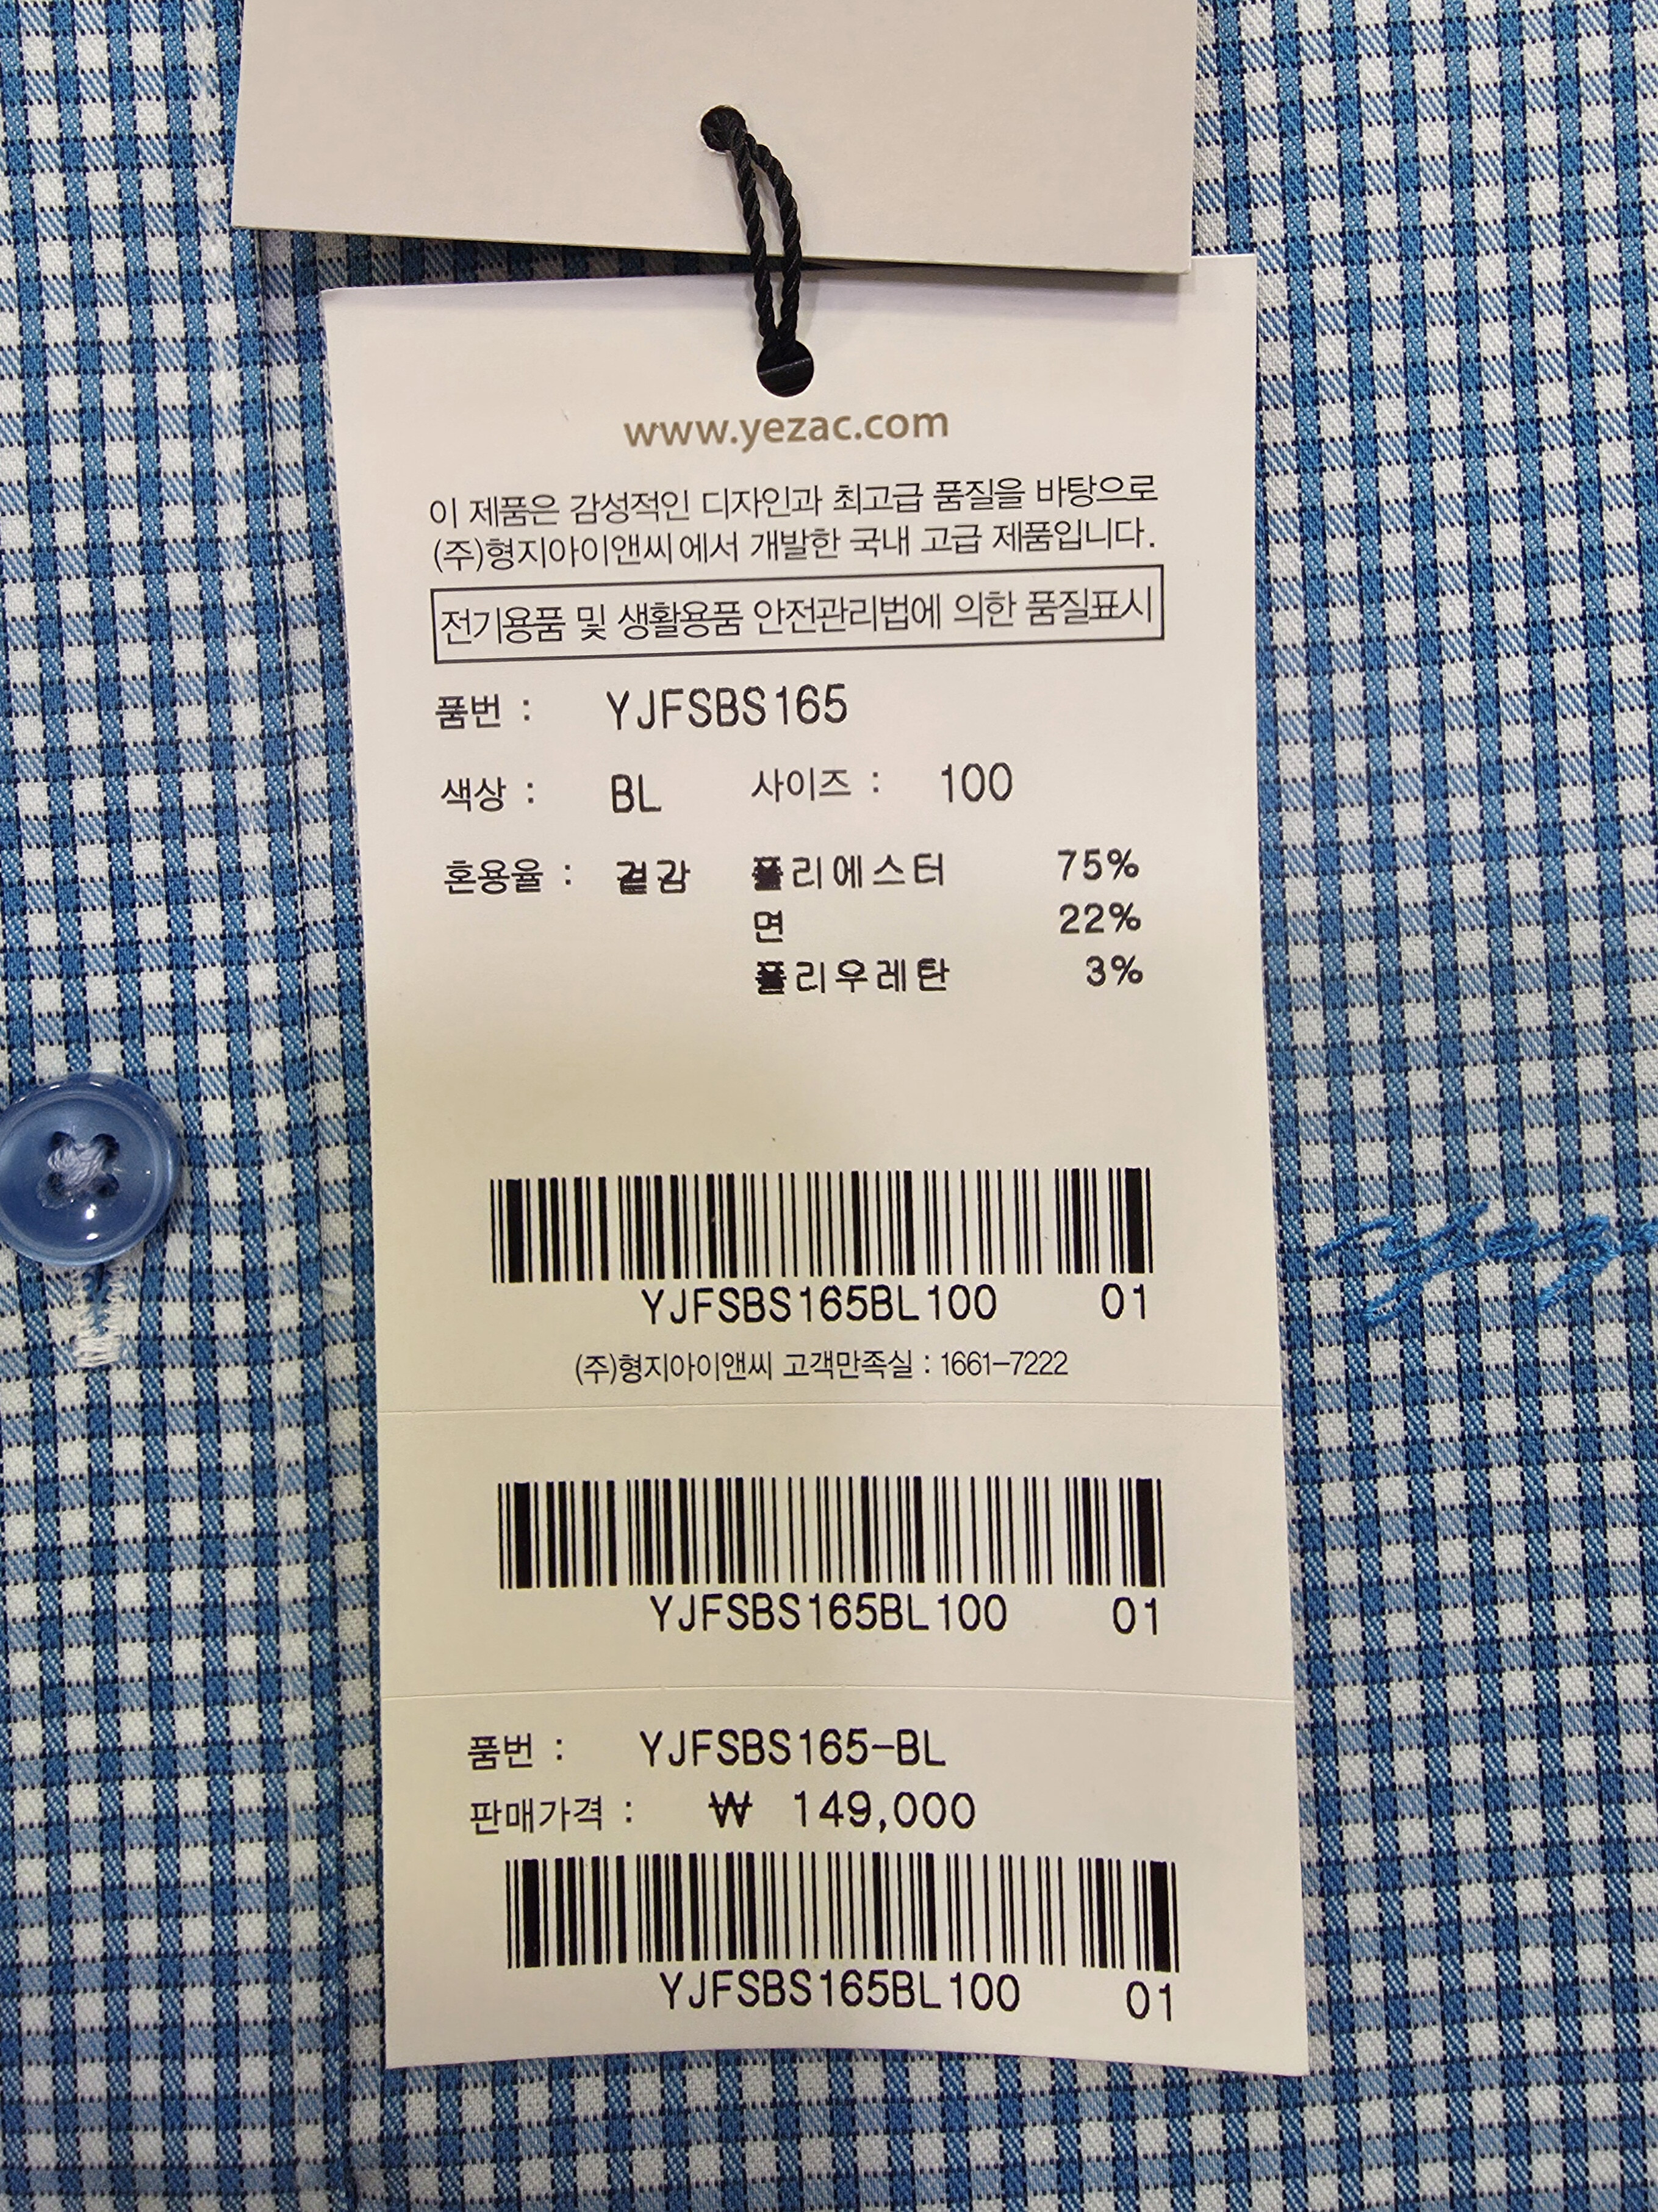 www.yezac.com
이 제품은 감성적인 디자인과 최고급 품질을 바탕으로
(주)형지아이앤씨에서 개발한 국내 고급 제품입니다.
전기용품 및 생활용품 안전관리법에 의한 품질표시
품번 : YJFSBS165
색상 : BL 사이즈 : 100
혼용율 : 겉감 폴리에스터 75%
면 22%
폴리우레탄 3%
YJFSBS165BL100 01
(주)형지아이앤씨 고객만족실 : 1661-7222
YJFSBS165BL100 01
품번 : YJFSBS165-BL
판매가격 : ₩ 149,000
YJFSBS165BL100 01